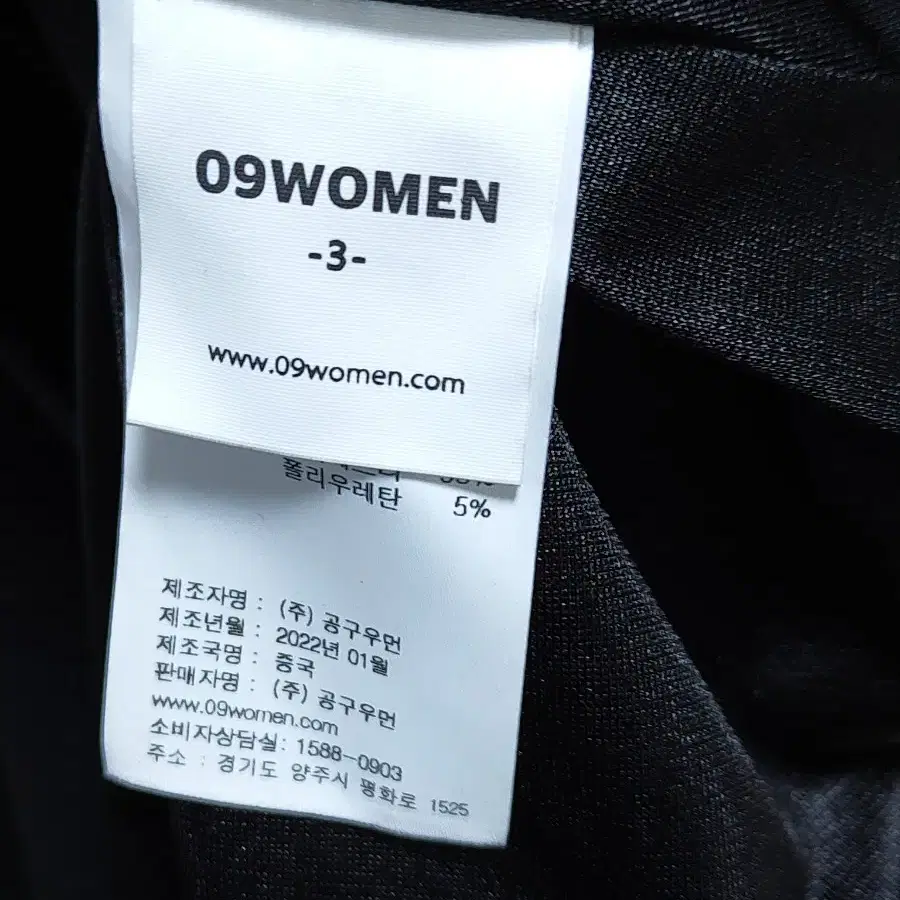 09WOMEN
-3-
www.09women.com
폴리우레탄 5%
제조자명 : (주) 공구우먼
제조년월 : 2022년 01월
제조국명 : 중국
판매자명 : (주) 공구우먼
www.09women.com
소비자상담실: 1588-0903
주소 : 경기도 양주시 평화로 1525